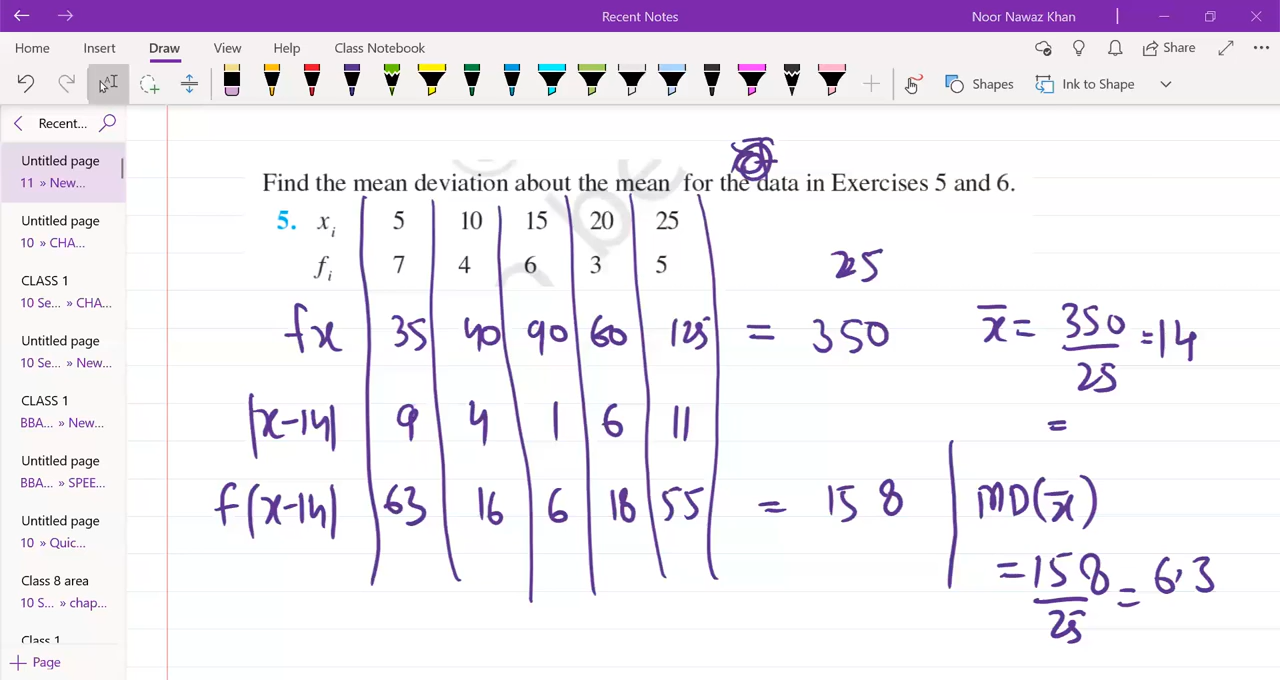 Recent Notes
Noor Nawaz Khan
Home Insert Draw View Help Class Notebook Share
Shapes Ink to Shape
Recent...
Untitled page
11 » New...
Untitled page
10 » CHA...
CLASS 1
10 Se... » CHA...
Untitled page
10 Se... » New...
CLASS 1
BBA... » New...
Untitled page
BBA... » SPEE...
Untitled page
10 » Quic...
Class 8 area
10 S... » chap...
Class 1
+ Page
Find the mean deviation about the mean for the data in Exercises 5 and 6.
5. xᵢ 5 10 15 20 25
fᵢ 7 4 6 3 5 25
fx 35 40 90 60 125 = 350
x̅ = 350/25 = 14
=
|x-14| 9 4 1 6 11
f|x-14| 63 16 6 18 55 = 158
MD(x̅)
= 158/25 = 6.3